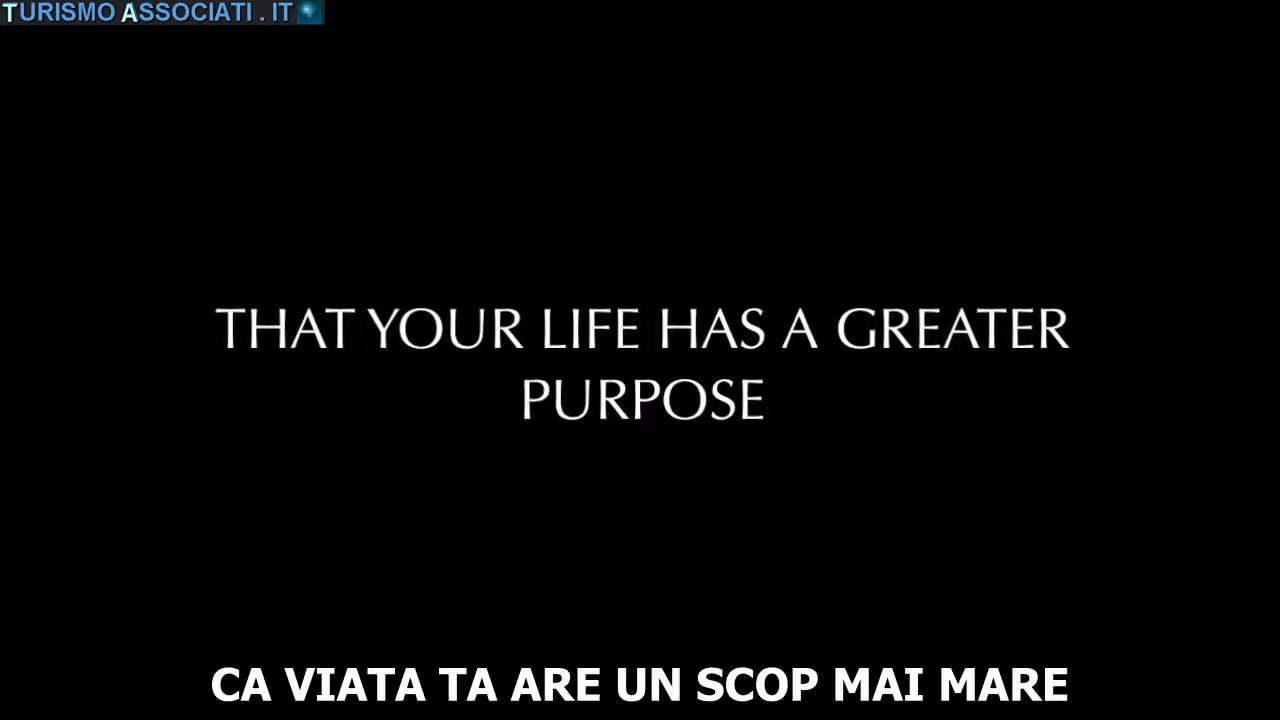 TURISMO ASSOCIATI . IT
THAT YOUR LIFE HAS A GREATER
PURPOSE
CA VIATA TA ARE UN SCOP MAI MARE